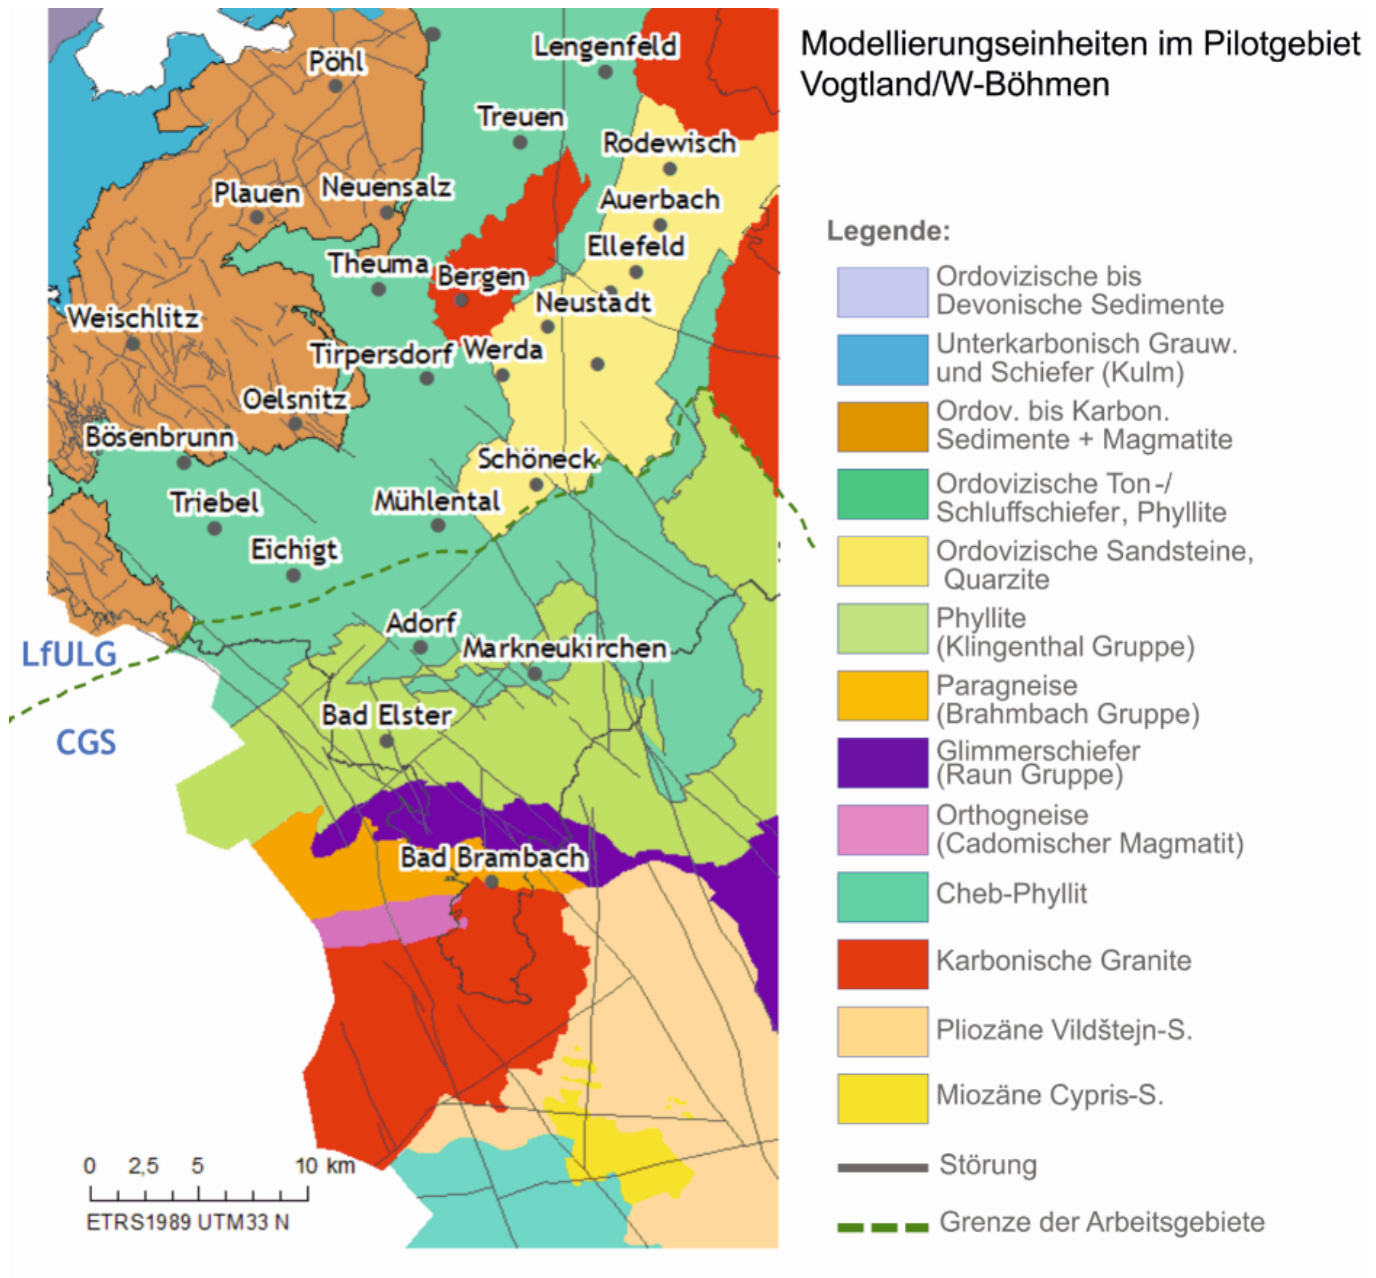 Modellierungseinheiten im Pilotgebiet
Vogtland/W-Böhmen
Lengenfeld
Pöhl
Treuen
Rodewisch
Plauen
Neuensalz
Auerbach
Ellefeld
Theuma
Bergen
Neustadt
Weischlitz
Tirpersdorf
Werda
Oelsnitz
Bösenbrunn
Schöneck
Triebel
Mühlental
Eichigt
Adorf
Markneukirchen
LfULG
CGS
Bad Elster
Bad Brambach
0 2,5 5 10 km
ETRS1989 UTM33 N
Legende:
Ordovizische bis
Devonische Sedimente
Unterkarbonisch Grauw.
und Schiefer (Kulm)
Ordov. bis Karbon.
Sedimente + Magmatite
Ordovizische Ton-/
Schluffschiefer, Phyllite
Ordovizische Sandsteine,
Quarzite
Phyllite
(Klingenthal Gruppe)
Paragneise
(Brahmbach Gruppe)
Glimmerschiefer
(Raun Gruppe)
Orthogneise
(Cadomischer Magmatit)
Cheb-Phyllit
Karbonische Granite
Pliozäne Vildštejn-S.
Miozäne Cypris-S.
Störung
Grenze der Arbeitsgebiete